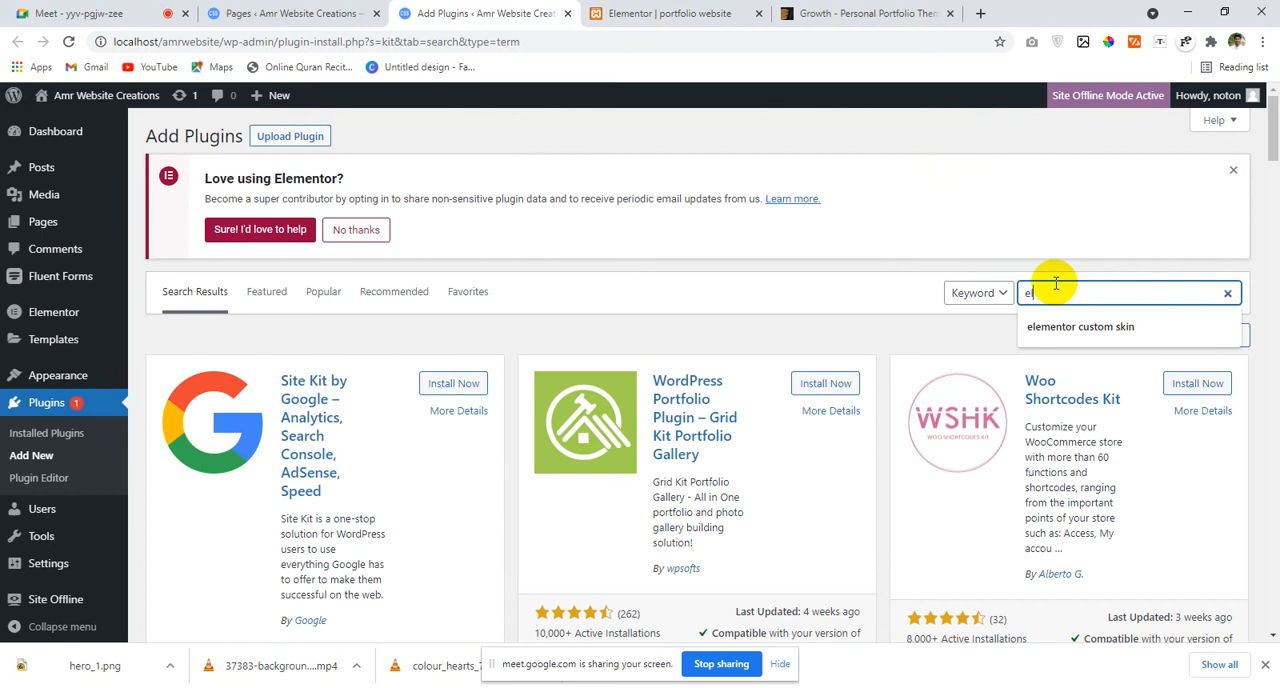 Meet - yyv-pgjw-zee
Pages ‹ Amr Website Creations
Add Plugins ‹ Amr Website Creat
Elementor | portfolio website
Growth - Personal Portfolio Them
localhost/amrwebsite/wp-admin/plugin-install.php?s=kit&tab=search&type=term
Apps
Gmail
YouTube
Maps
Online Quran Recit...
Untitled design - Fa...
Reading list
Amr Website Creations
1
0
New
Site Offline Mode Active
Howdy, noton
Dashboard
Posts
Media
Pages
Comments
Fluent Forms
Elementor
Templates
Appearance
Plugins 1
Installed Plugins
Add New
Plugin Editor
Users
Tools
Settings
Site Offline
Collapse menu
Add Plugins
Upload Plugin
Help
Love using Elementor?
Become a super contributor by opting in to share non-sensitive plugin data and to receive periodic email updates from us. Learn more.
Sure! I'd love to help
No thanks
Search Results
Featured
Popular
Recommended
Favorites
Keyword
el
elementor custom skin
Site Kit by
Google –
Analytics,
Search
Console,
AdSense,
Speed
Install Now
More Details
Site Kit is a one-stop
solution for WordPress
users to use
everything Google has
to offer to make them
successful on the web.
By Google
WordPress
Portfolio
Plugin – Grid
Kit Portfolio
Gallery
Install Now
More Details
Grid Kit Portfolio
Gallery - All in One
portfolio and photo
gallery building
solution!
By wpsofts
(262)
Last Updated: 4 weeks ago
10,000+ Active Installations
Compatible with your version of
WSHK
WOO SHORTCODES KIT
Woo
Shortcodes Kit
Install Now
More Details
Customize your
WooCommerce store
with more than 60
functions and
shortcodes, ranging
from the important
points of your store
such as: Access, My
accou ...
By Alberto G.
(32)
Last Updated: 3 weeks ago
8,000+ Active Installations
Compatible with your version of
hero_1.png
37383-backgroun....mp4
colour_hearts_7
meet.google.com is sharing your screen.
Stop sharing
Hide
Show all